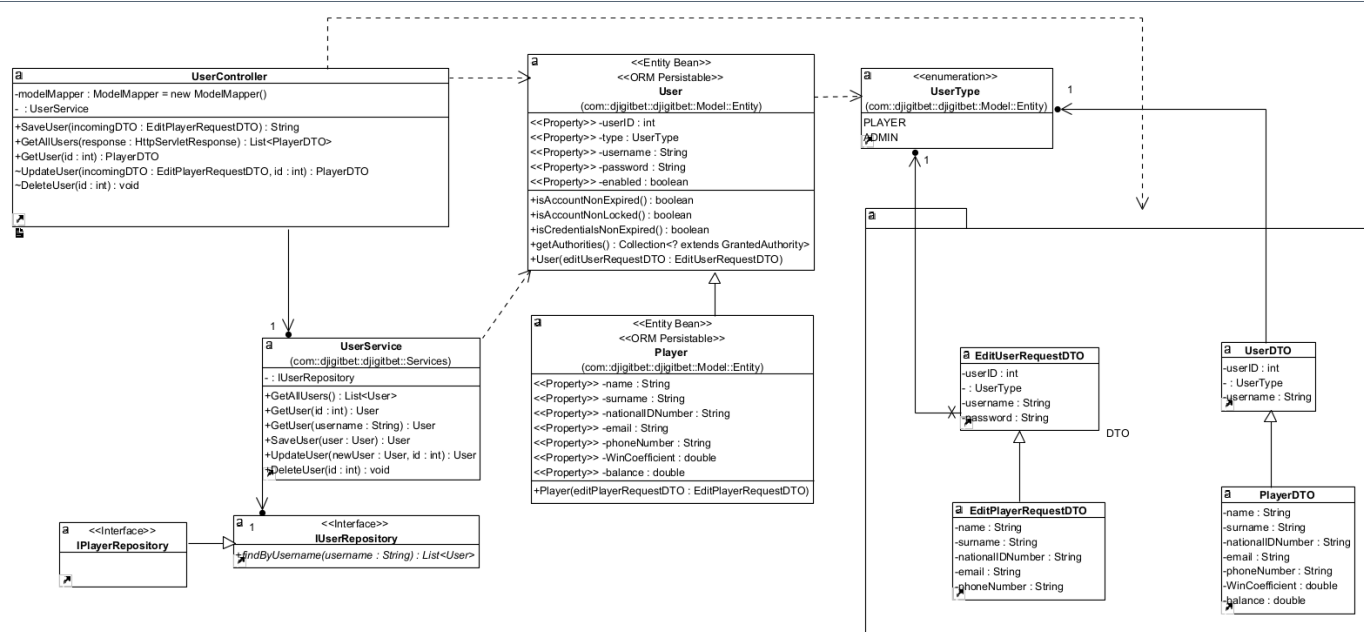 a
UserController
-modelMapper : ModelMapper = new ModelMapper()
- : UserService
+SaveUser(incomingDTO : EditPlayerRequestDTO) : String
+GetAllUsers(response : HttpServletResponse) : List<PlayerDTO>
+GetUser(id : int) : PlayerDTO
~UpdateUser(incomingDTO : EditPlayerRequestDTO, id : int) : PlayerDTO
~DeleteUser(id : int) : void
a
<<Entity Bean>>
<<ORM Persistable>>
User
(com::djigitbet::djigitbet::Model::Entity)
<<Property>> -userID : int
<<Property>> -type : UserType
<<Property>> -username : String
<<Property>> -password : String
<<Property>> -enabled : boolean
+isAccountNonExpired() : boolean
+isAccountNonLocked() : boolean
+isCredentialsNonExpired() : boolean
+getAuthorities() : Collection<? extends GrantedAuthority>
+User(editUserRequestDTO : EditUserRequestDTO)
a
<<enumeration>>
UserType
(com::djigitbet::djigitbet::Model::Entity)
PLAYER
ADMIN
1
1
a
1
a
UserService
(com::djigitbet::djigitbet::Services)
- : IUserRepository
+GetAllUsers() : List<User>
+GetUser(id : int) : User
+GetUser(username : String) : User
+SaveUser(user : User) : User
+UpdateUser(newUser : User, id : int) : User
+DeleteUser(id : int) : void
a
<<Entity Bean>>
<<ORM Persistable>>
Player
(com::djigitbet::djigitbet::Model::Entity)
<<Property>> -name : String
<<Property>> -surname : String
<<Property>> -nationalIDNumber : String
<<Property>> -email : String
<<Property>> -phoneNumber : String
<<Property>> -WinCoefficient : double
<<Property>> -balance : double
+Player(editPlayerRequestDTO : EditPlayerRequestDTO)
a
EditUserRequestDTO
-userID : int
- : UserType
-username : String
-password : String
DTO
a
UserDTO
-userID : int
- : UserType
-username : String
a
<<Interface>>
IPlayerRepository
a
1
<<Interface>>
IUserRepository
+findByUsername(username : String) : List<User>
a
EditPlayerRequestDTO
-name : String
-surname : String
-nationalIDNumber : String
-email : String
-phoneNumber : String
a
PlayerDTO
-name : String
-surname : String
-nationalIDNumber : String
-email : String
-phoneNumber : String
-WinCoefficient : double
-balance : double